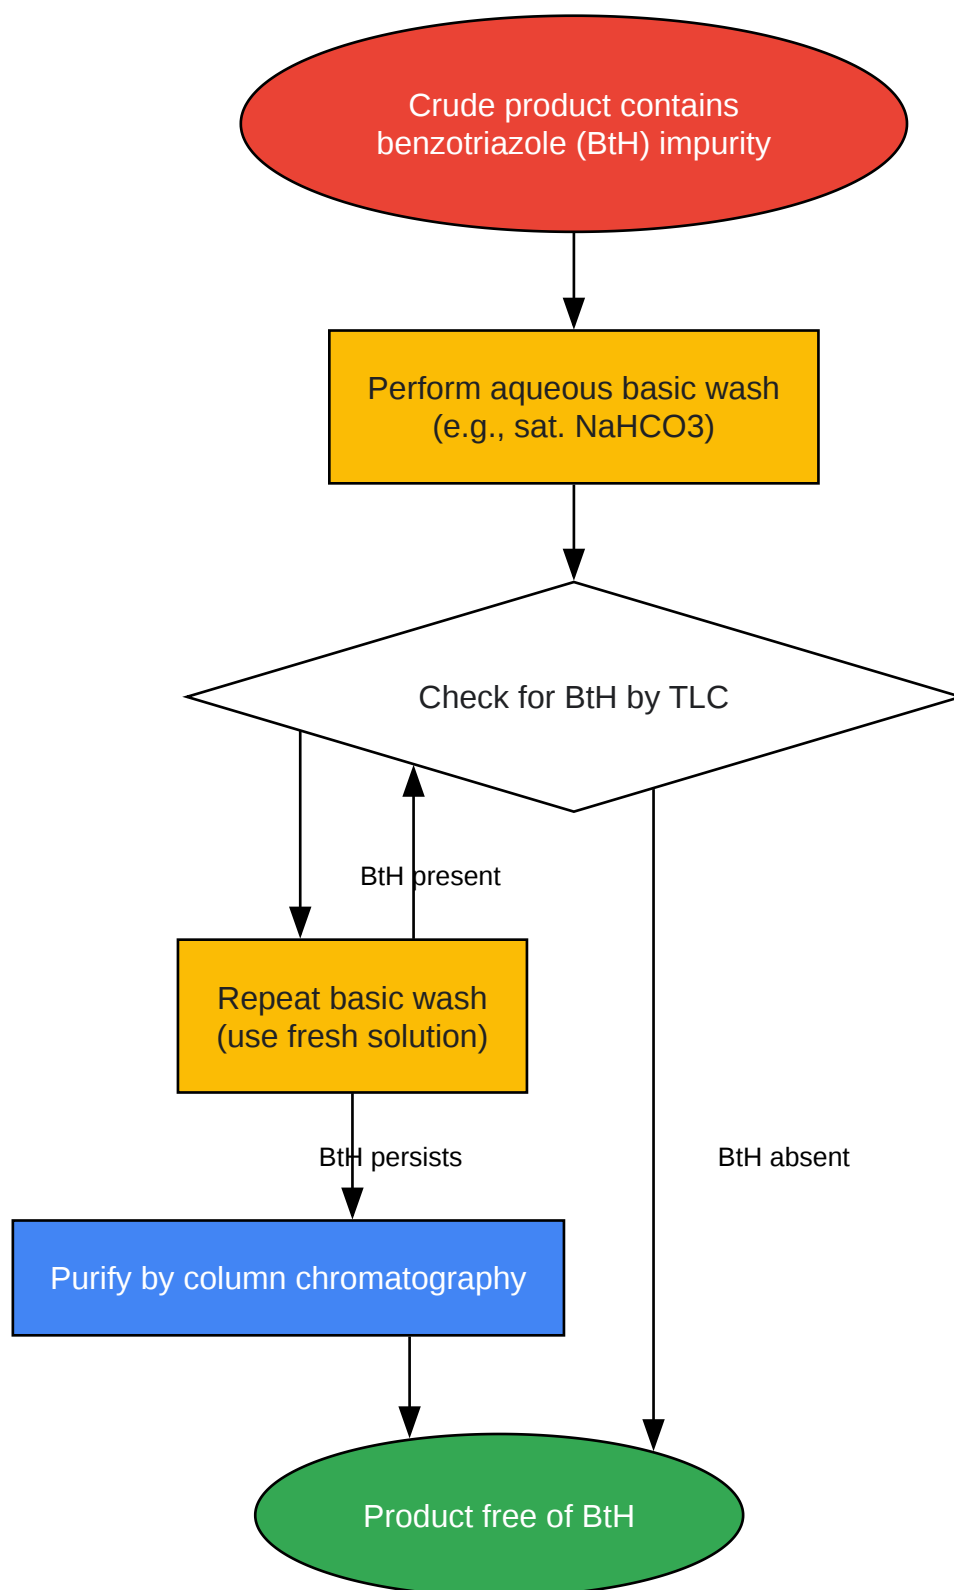 Crude product contains
benzotriazole (BtH) impurity
Perform aqueous basic wash
(e.g., sat. NaHCO3)
Check for BtH by TLC
BtH present
Repeat basic wash
(use fresh solution)
BtH persists
BtH absent
Purify by column chromatography
Product free of BtH